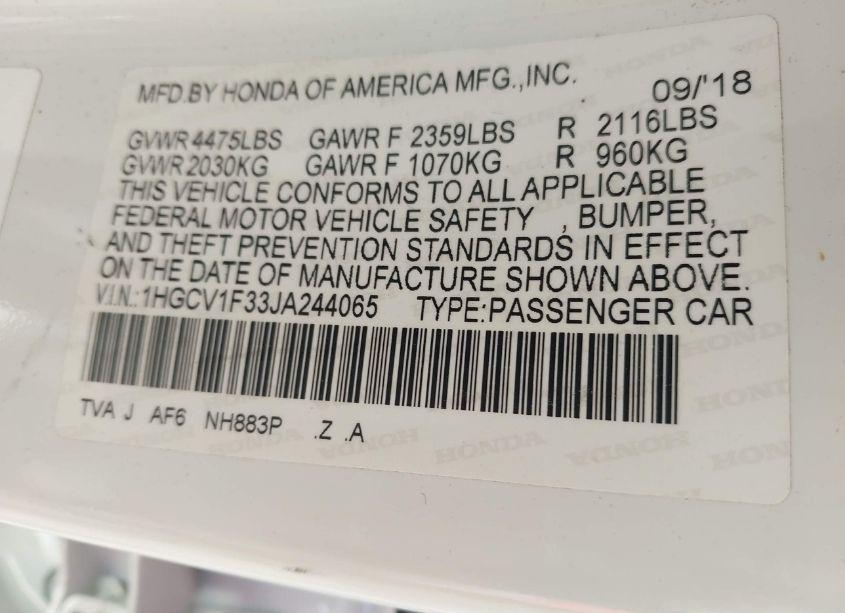 MFD.BY HONDA OF AMERICA MFG.,INC. 09/'18
GVWR 4475LBS GAWR F 2359LBS R 2116LBS
GVWR 2030KG GAWR F 1070KG R 960KG
THIS VEHICLE CONFORMS TO ALL APPLICABLE
FEDERAL MOTOR VEHICLE SAFETY , BUMPER,
AND THEFT PREVENTION STANDARDS IN EFFECT
ON THE DATE OF MANUFACTURE SHOWN ABOVE.
V.I.N.:1HGCV1F33JA244065 TYPE:PASSENGER CAR
TVA J AF6 NH883P .Z .A